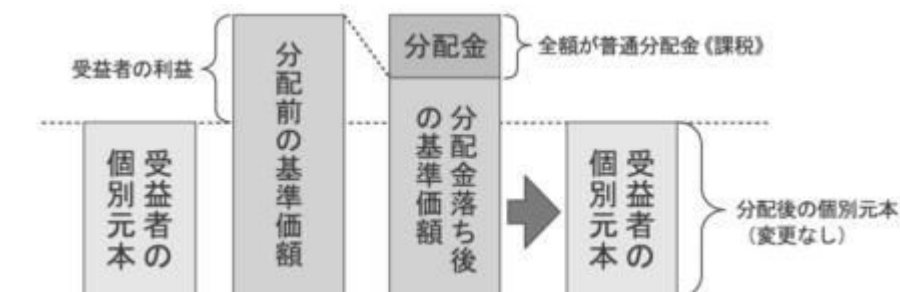 受益者の利益
分配前の基準価額
分配金
全額が普通分配金《課税》
受益者の
個別元本
分配金落ち後
の基準価額
受益者の
個別元本
分配後の個別元本
（変更なし）